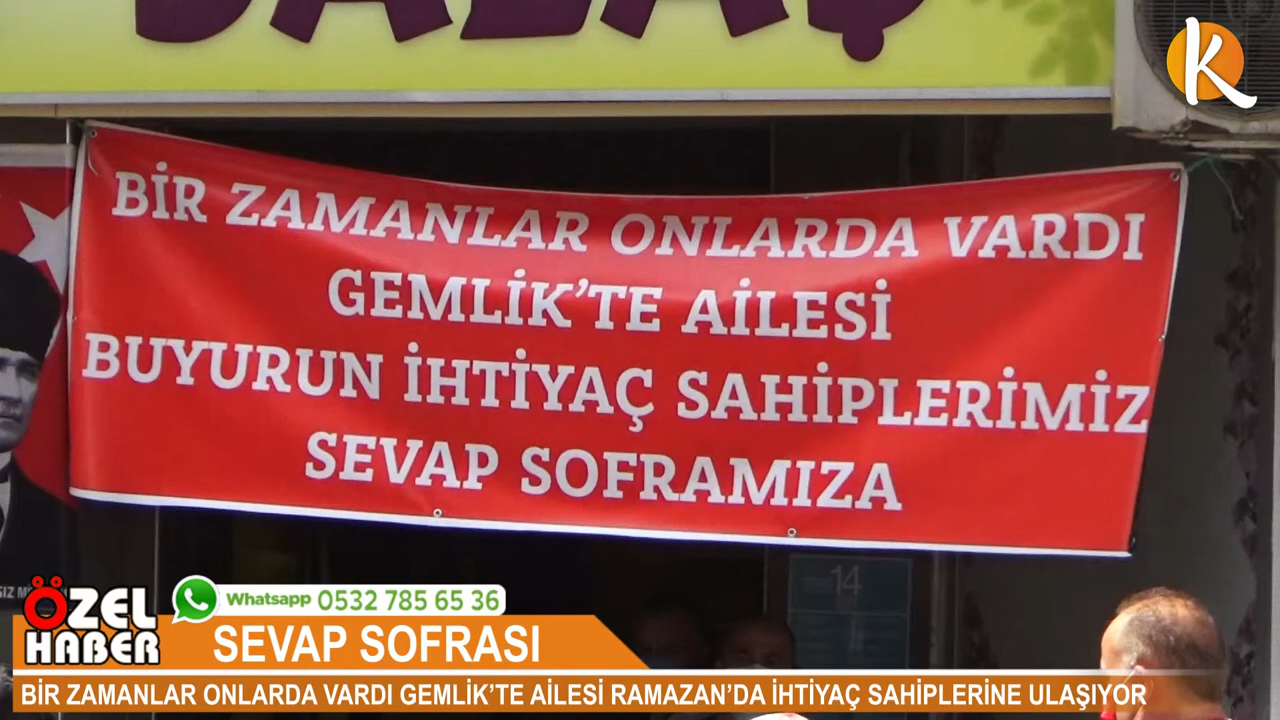 BİR ZAMANLAR ONLARDA VARDI
GEMLİK'TE AİLESİ
BUYURUN İHTİYAÇ SAHİPLERİMİZ
SEVAP SOFRAMIZA
14
K
ÖZEL
HABER
Whatsapp 0532 785 65 36
SEVAP SOFRASI
BİR ZAMANLAR ONLARDA VARDI GEMLİK'TE AİLESİ RAMAZAN'DA İHTİYAÇ SAHİPLERİNE ULAŞIYOR